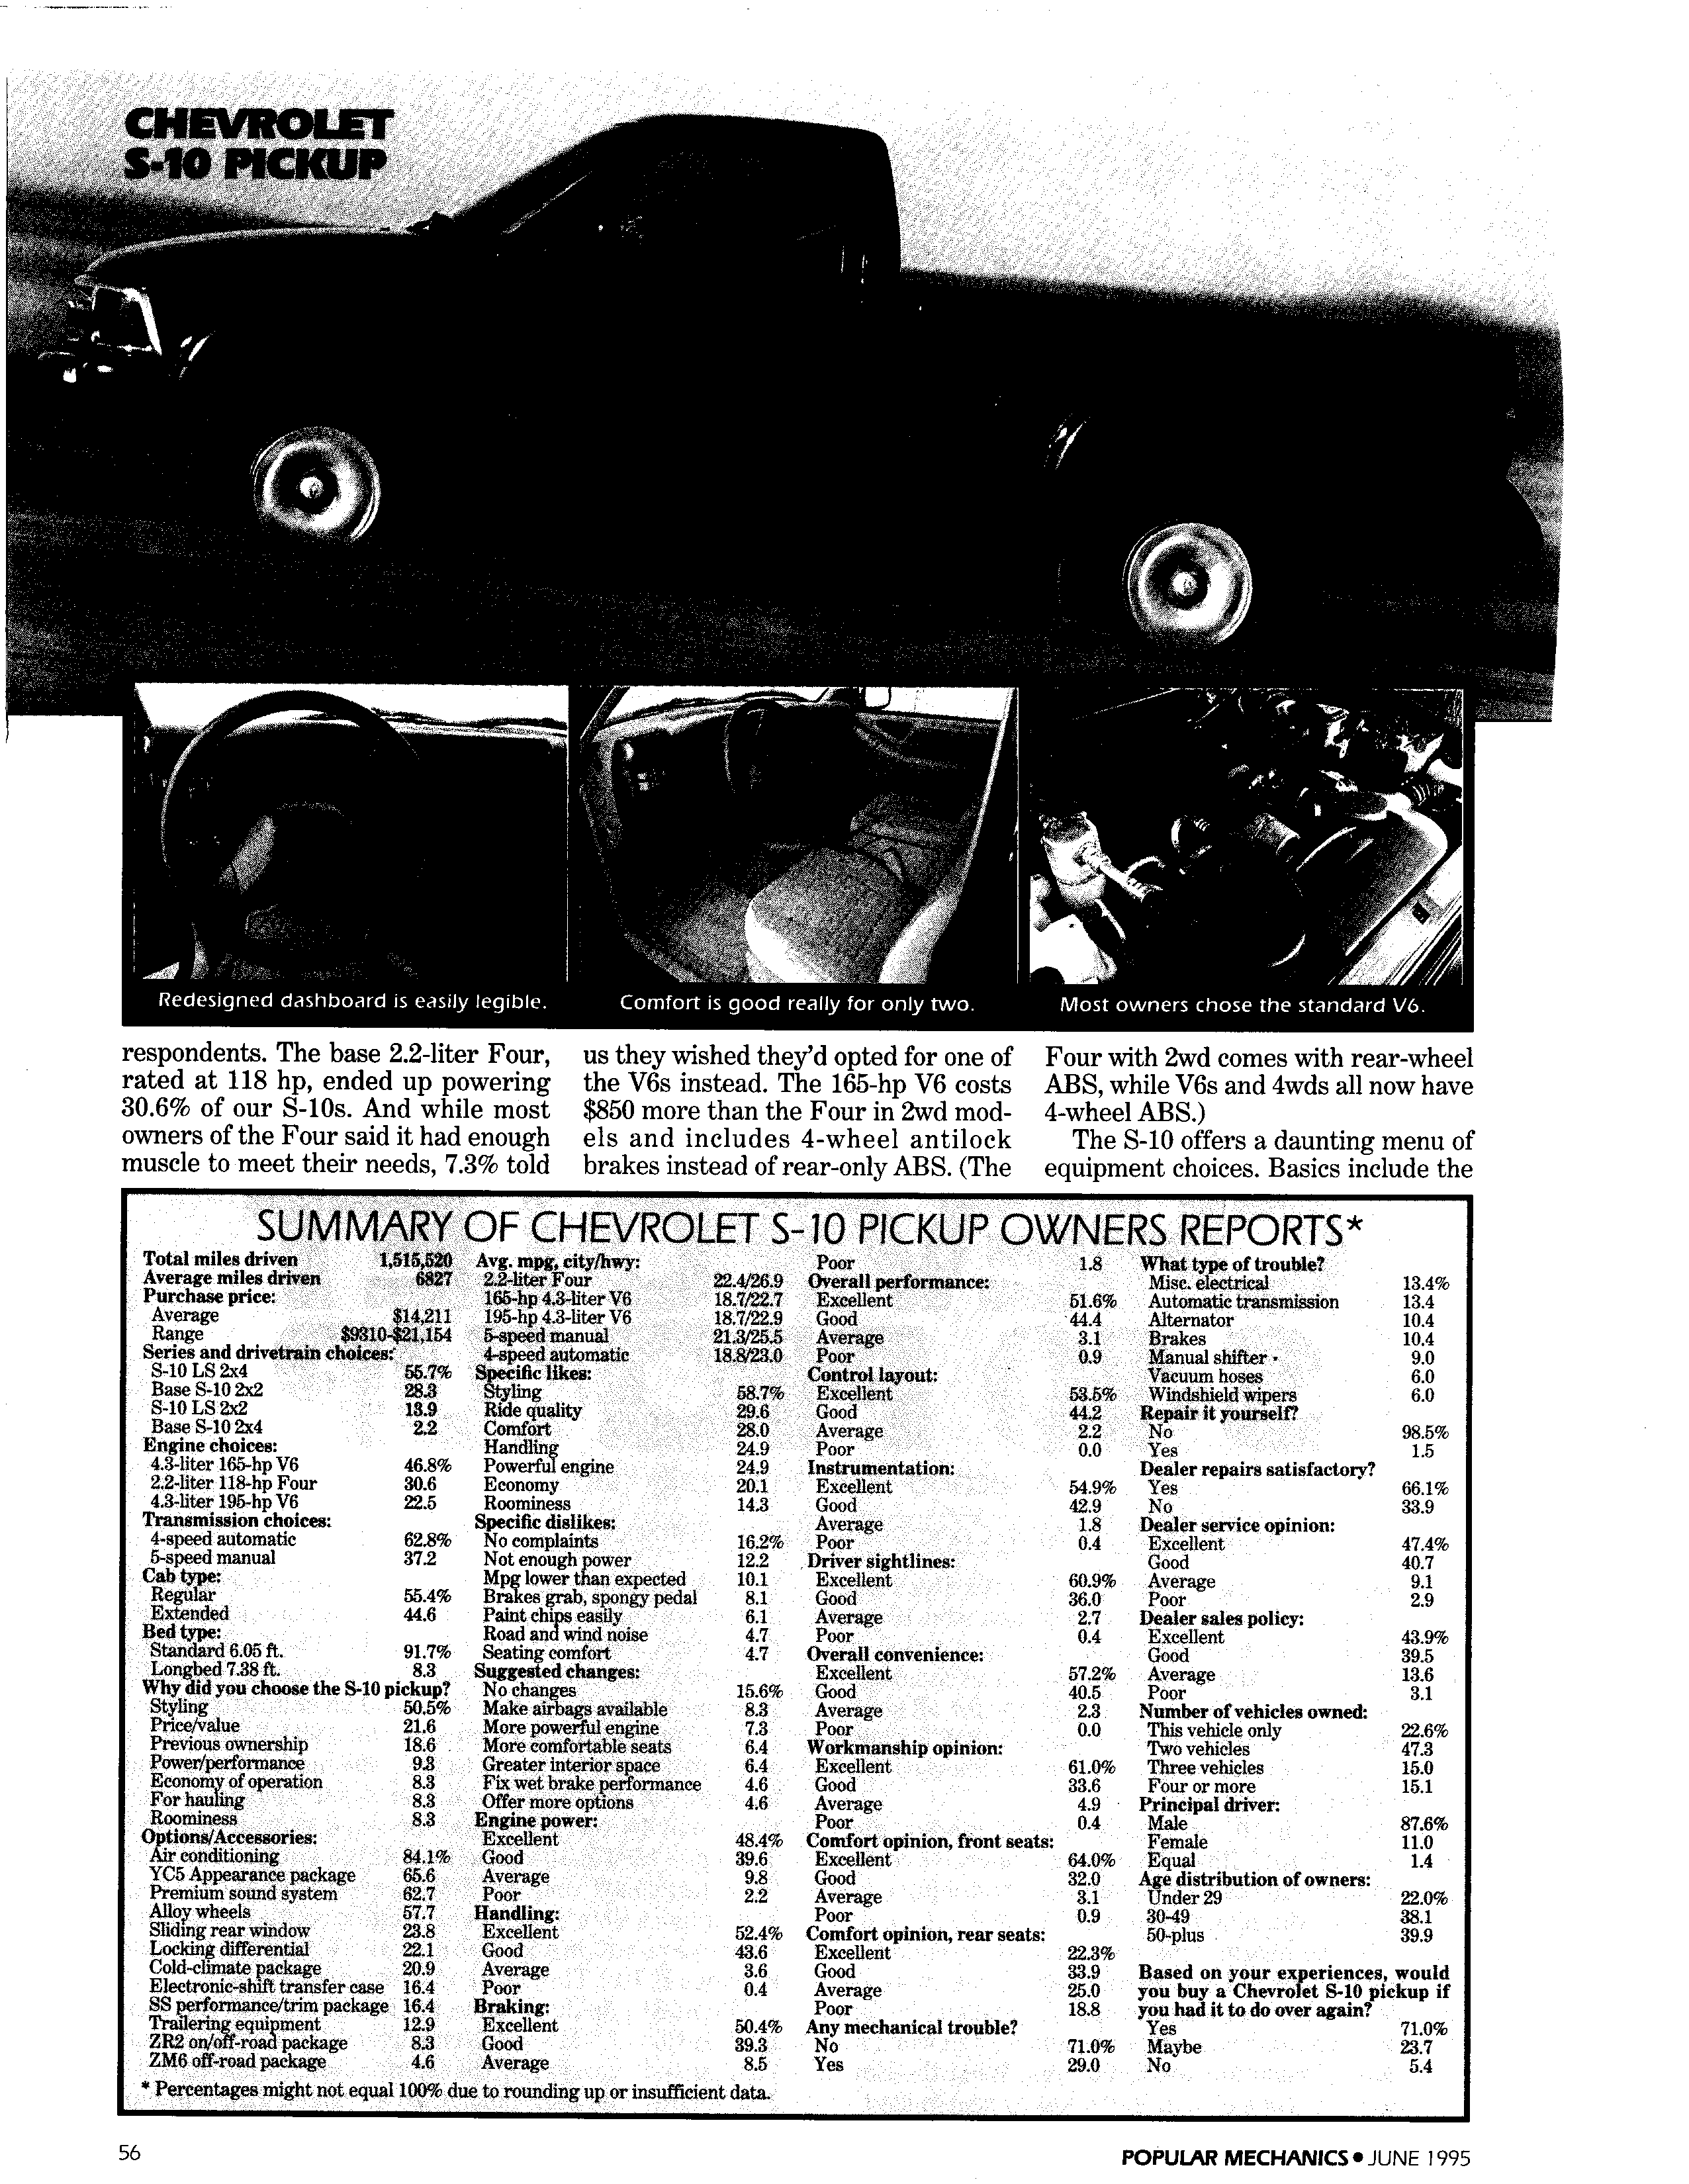 CHEVROLET
S-10 PICKUP
Redesigned dashboard is easily legible.
Comfort is good really for only two.
Most owners chose the standard V6.
respondents. The base 2.2-liter Four,
rated at 118 hp, ended up powering
30.6% of our S-10s. And while most
owners of the Four said it had enough
muscle to meet their needs, 7.3% told
us they wished they'd opted for one of
the V6s instead. The 165-hp V6 costs
$850 more than the Four in 2wd mod-
els and includes 4-wheel antilock
brakes instead of rear-only ABS. (The
Four with 2wd comes with rear-wheel
ABS, while V6s and 4wds all now have
4-wheel ABS.)
The S-10 offers a daunting menu of
equipment choices. Basics include the
SUMMARY OF CHEVROLET S-10 PICKUP OWNERS REPORTS*
Total miles driven 1,515,520
Average miles driven 6827
Purchase price:
Average $14,211
Range $9310-$21,154
Series and drivetrain choices:
S-10 LS 2x4 55.7%
Base S-10 2x2 28.3
S-10 LS 2x2 13.9
Base S-10 2x4 2.2
Engine choices:
4.3-liter 165-hp V6 46.8%
2.2-liter 118-hp Four 30.6
4.3-liter 195-hp V6 22.5
Transmission choices:
4-speed automatic 62.8%
5-speed manual 37.2
Cab type:
Regular 55.4%
Extended 44.6
Bed type:
Standard 6.05 ft. 91.7%
Longbed 7.38 ft. 8.3
Why did you choose the S-10 pickup?
Styling 50.5%
Price/value 21.6
Previous ownership 18.6
Power/performance 9.3
Economy of operation 8.3
For hauling 8.3
Roominess 8.3
Options/Accessories:
Air conditioning 84.1%
YC5 Appearance package 65.6
Premium sound system 62.7
Alloy wheels 57.7
Sliding rear window 23.8
Locking differential 22.1
Cold-climate package 20.9
Electronic-shift transfer case 16.4
SS performance/trim package 16.4
Trailering equipment 12.9
ZR2 on/off-road package 8.3
ZM6 off-road package 4.6
Avg. mpg, city/hwy:
2.2-liter Four 22.4/26.9
165-hp 4.3-liter V6 18.7/22.7
195-hp 4.3-liter V6 18.7/22.9
5-speed manual 21.3/25.5
4-speed automatic 18.8/23.0
Specific likes:
Styling 58.7%
Ride quality 29.6
Comfort 28.0
Handling 24.9
Powerful engine 24.9
Economy 20.1
Roominess 14.3
Specific dislikes:
No complaints 16.2%
Not enough power 12.2
Mpg lower than expected 10.1
Brakes grab, spongy pedal 8.1
Paint chips easily 6.1
Road and wind noise 4.7
Seating comfort 4.7
Suggested changes:
No changes 15.6%
Make airbags available 8.3
More powerful engine 7.3
More comfortable seats 6.4
Greater interior space 6.4
Fix wet brake performance 4.6
Offer more options 4.6
Engine power:
Excellent 48.4%
Good 39.6
Average 9.8
Poor 2.2
Handling:
Excellent 52.4%
Good 43.6
Average 3.6
Poor 0.4
Braking:
Excellent 50.4%
Good 39.3
Average 8.5
Poor 1.8
Overall performance:
Excellent 51.6%
Good 44.4
Average 3.1
Poor 0.9
Control layout:
Excellent 53.5%
Good 44.2
Average 2.2
Poor 0.0
Instrumentation:
Excellent 54.9%
Good 42.9
Average 1.8
Poor 0.4
Driver sightlines:
Excellent 60.9%
Good 36.0
Average 2.7
Poor 0.4
Overall convenience:
Excellent 57.2%
Good 40.5
Average 2.3
Poor 0.0
Workmanship opinion:
Excellent 61.0%
Good 33.6
Average 4.9
Poor 0.4
Comfort opinion, front seats:
Excellent 64.0%
Good 32.0
Average 3.1
Poor 0.9
Comfort opinion, rear seats:
Excellent 22.3%
Good 33.9
Average 25.0
Poor 18.8
Any mechanical trouble?
No 71.0%
Yes 29.0
What type of trouble?
Misc. electrical 13.4%
Automatic transmission 13.4
Alternator 10.4
Brakes 10.4
Manual shifter 9.0
Vacuum hoses 6.0
Windshield wipers 6.0
Repair it yourself?
No 98.5%
Yes 1.5
Dealer repairs satisfactory?
Yes 66.1%
No 33.9
Dealer service opinion:
Excellent 47.4%
Good 40.7
Average 9.1
Poor 2.9
Dealer sales policy:
Excellent 43.9%
Good 39.5
Average 13.6
Poor 3.1
Number of vehicles owned:
This vehicle only 22.6%
Two vehicles 47.3
Three vehicles 15.0
Four or more 15.1
Principal driver:
Male 87.6%
Female 11.0
Equal 1.4
Age distribution of owners:
Under 29 22.0%
30-49 38.1
50-plus 39.9
Based on your experiences, would
you buy a Chevrolet S-10 pickup if
you had it to do over again?
Yes 71.0%
Maybe 23.7
No 5.4
* Percentages might not equal 100% due to rounding up or insufficient data.
56
POPULAR MECHANICS • JUNE 1995